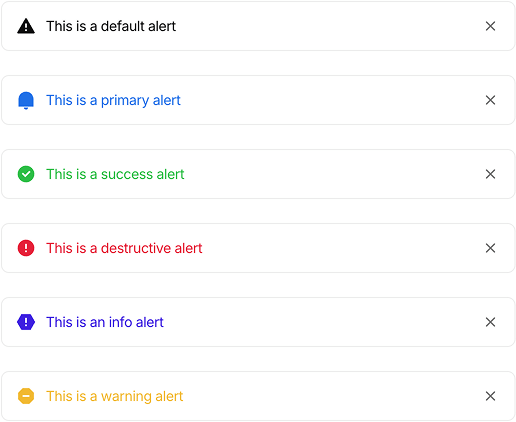 This is a default alert
This is a primary alert
This is a success alert
This is a destructive alert
This is an info alert
This is a warning alert